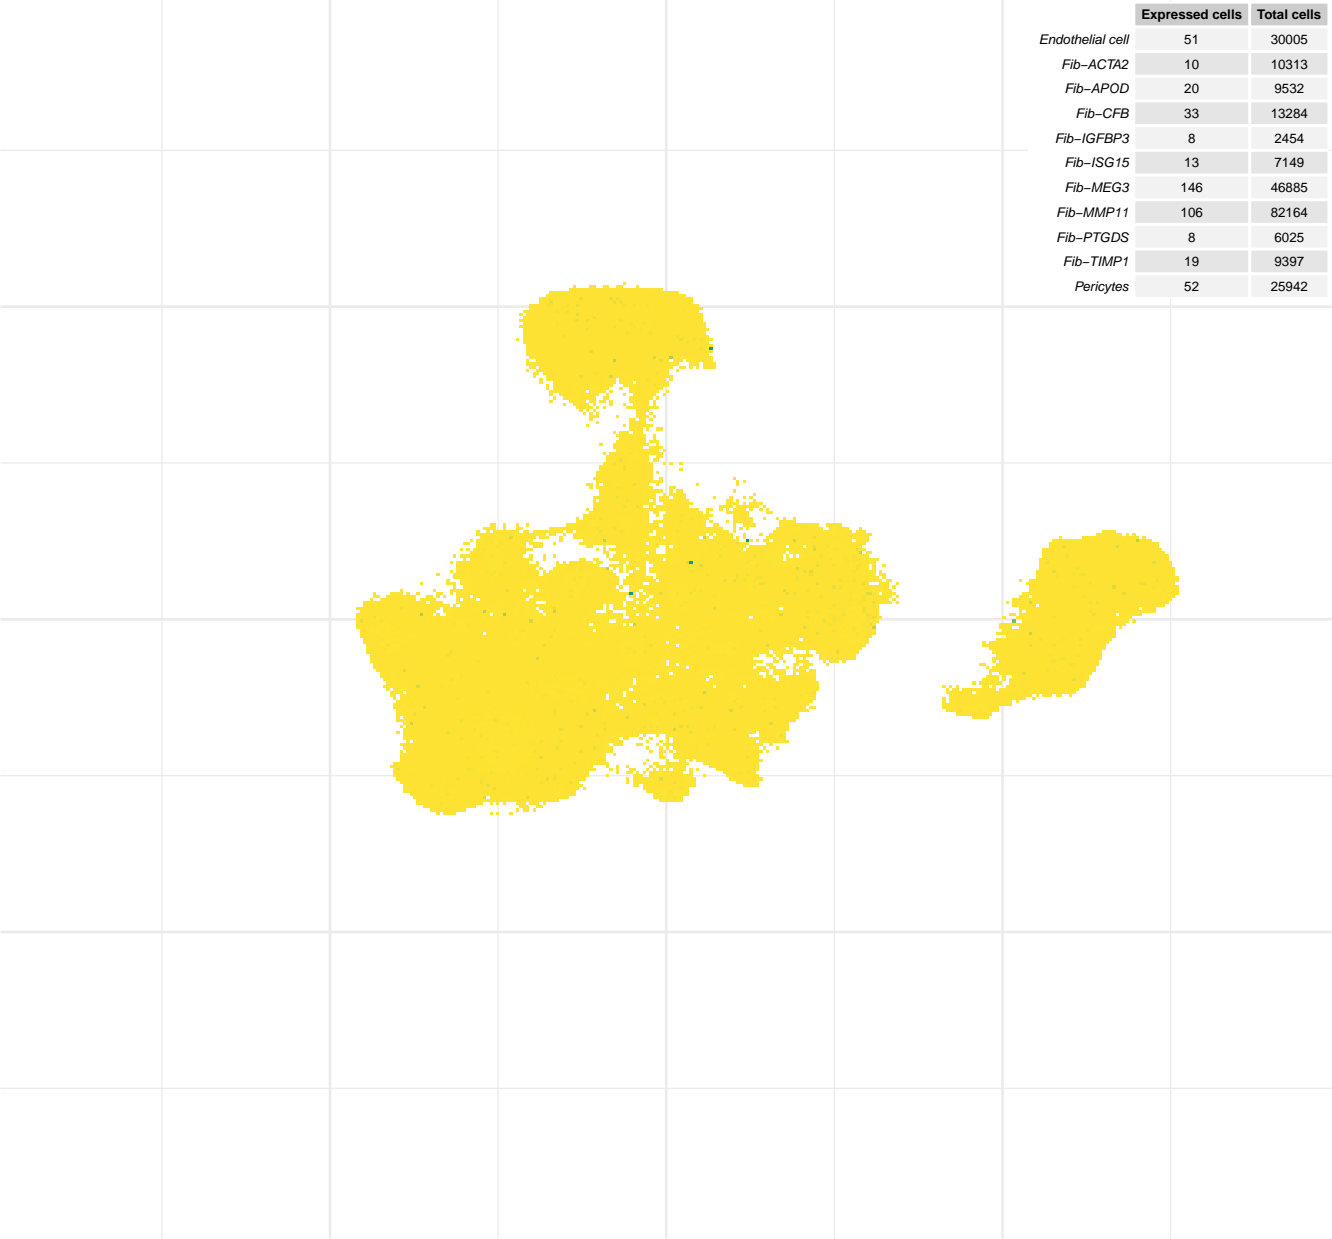 Expressed cells Total cells
Endothelial cell 51 30005
Fib−ACTA2 10 10313
Fib−APOD 20 9532
Fib−CFB 33 13284
Fib−IGFBP3 8 2454
Fib−ISG15 13 7149
Fib−MEG3 146 46885
Fib−MMP11 106 82164
Fib−PTGDS 8 6025
Fib−TIMP1 19 9397
Pericytes 52 25942